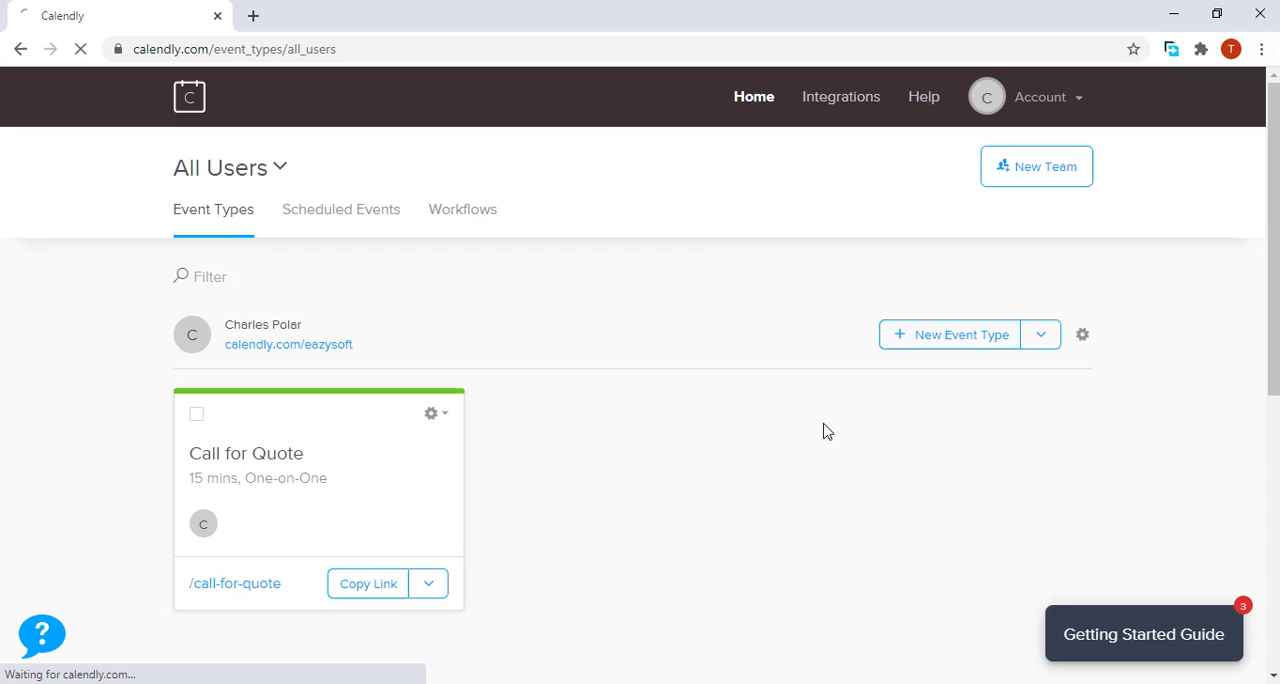 Calendly
calendly.com/event_types/all_users
T
C
Home Integrations Help C Account
All Users
New Team
Event Types Scheduled Events Workflows
Filter
C
Charles Polar
calendly.com/eazysoft
+ New Event Type
Call for Quote
15 mins, One-on-One
C
/call-for-quote Copy Link
?
3
Getting Started Guide
Waiting for calendly.com...